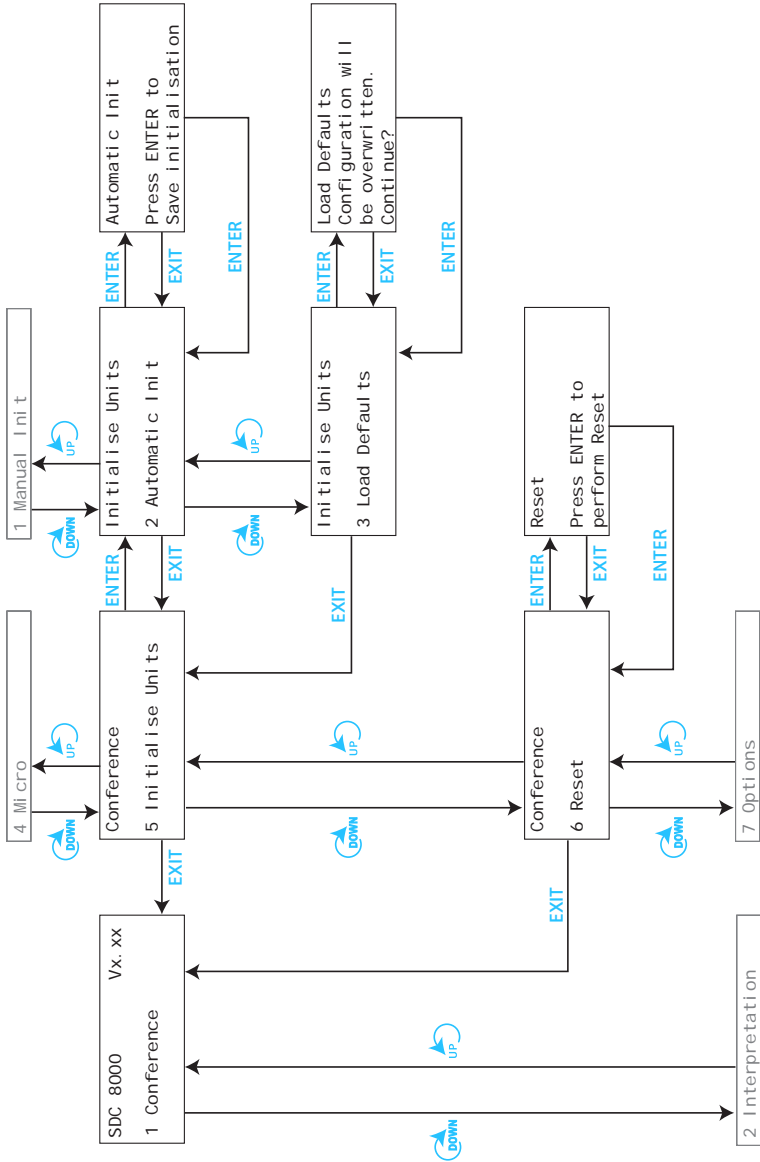 SDC 8000 Vx.xx
1 Conference
DOWN
UP
2 Interpretation
EXIT
EXIT
4 Micro
DOWN
UP
Conference
5 Initialise Units
DOWN
UP
Conference
6 Reset
DOWN
UP
7 Options
ENTER
EXIT
EXIT
ENTER
EXIT
ENTER
1 Manual Init
DOWN
UP
Initialise Units
2 Automatic Init
DOWN
UP
Initialise Units
3 Load Defaults
Reset
Press ENTER to
perform Reset
ENTER
EXIT
ENTER
ENTER
EXIT
ENTER
Automatic Init
Press ENTER to
Save initialisation
Load Defaults
Configuration will
be overwritten.
Continue?